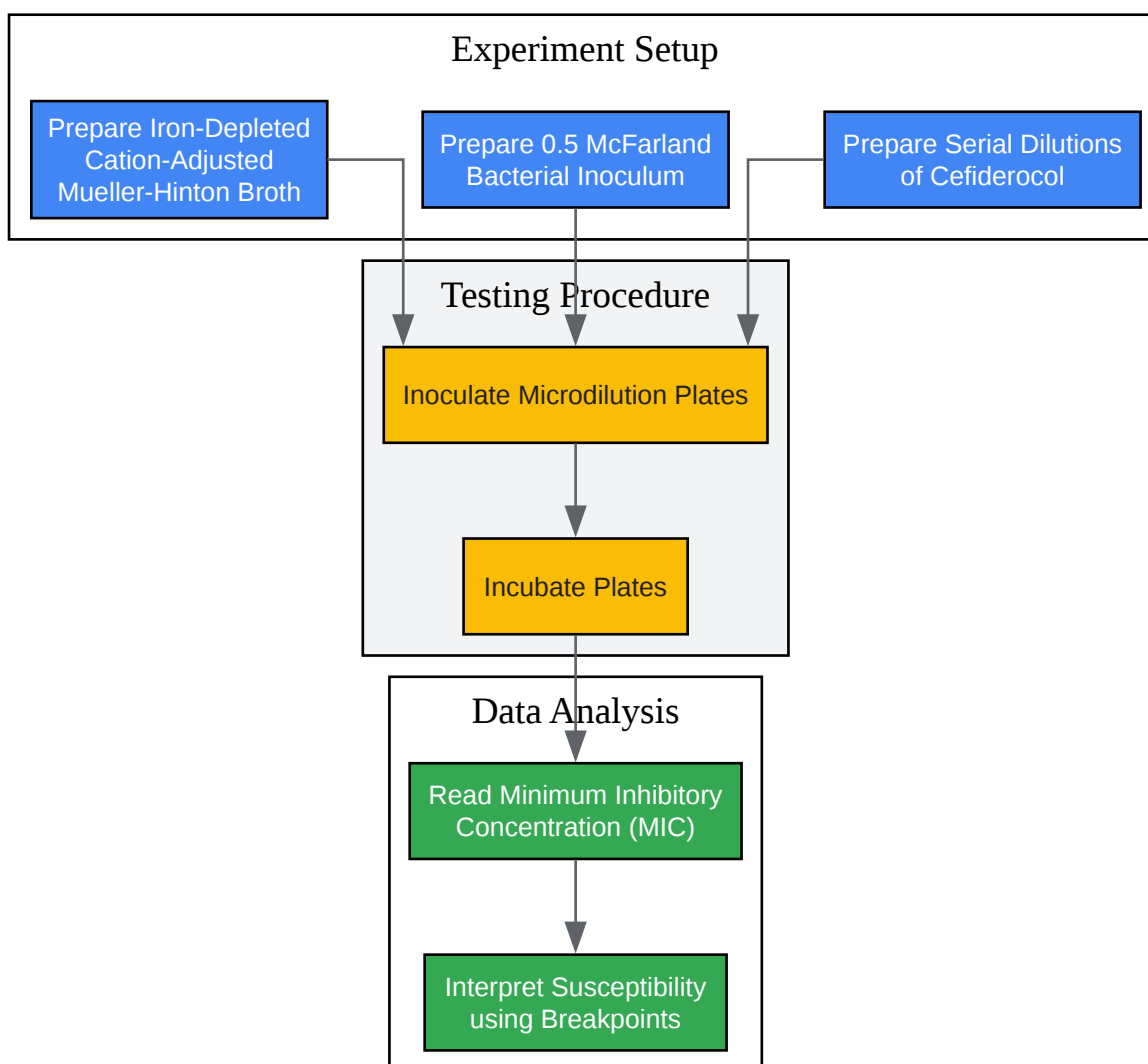 Experiment Setup
Prepare Iron-Depleted
Cation-Adjusted
Mueller-Hinton Broth
Prepare 0.5 McFarland
Bacterial Inoculum
Prepare Serial Dilutions
of Cefiderocol
Testing Procedure
Inoculate Microdilution Plates
Incubate Plates
Data Analysis
Read Minimum Inhibitory
Concentration (MIC)
Interpret Susceptibility
using Breakpoints